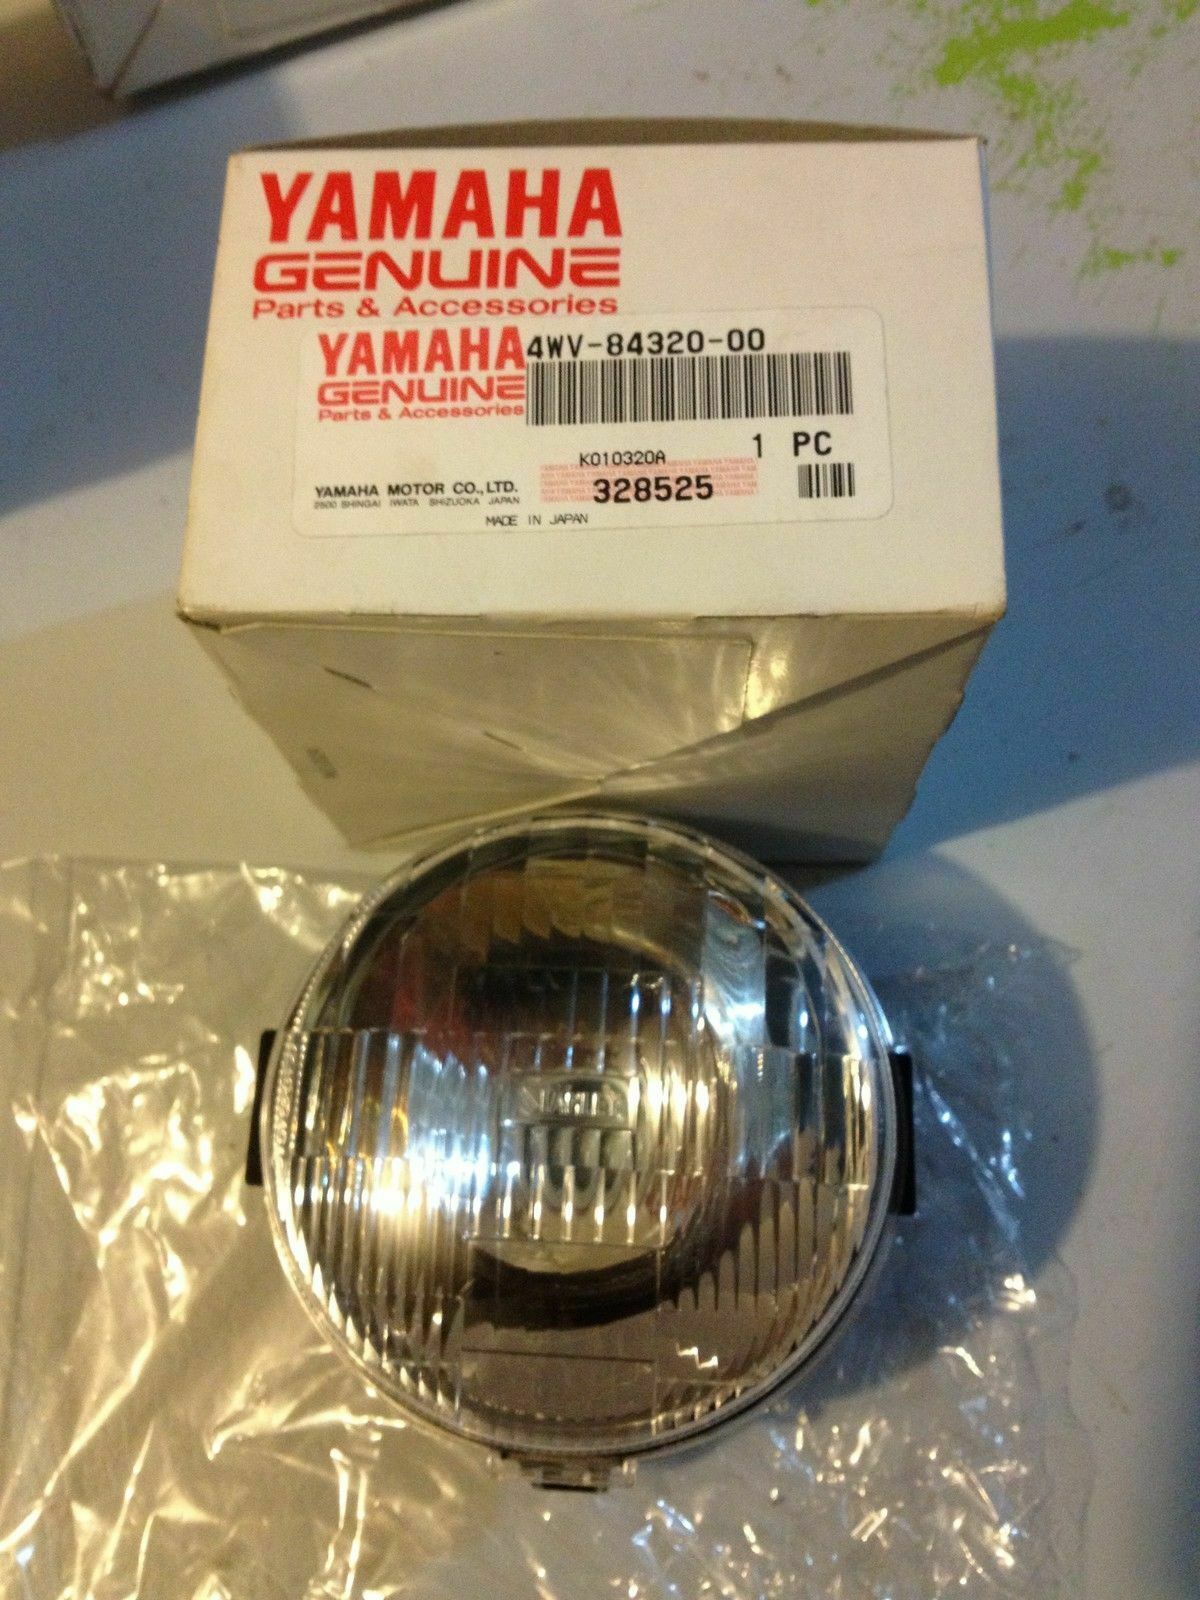 YAMAHA
GENUINE
Parts & Accessories
YAMAHA
GENUINE
Parts & Accessories
4WV-84320-00
1 PC
K010320A
328525
YAMAHA MOTOR CO., LTD.
2500 SHINGAI IWATA SHIZUOKA JAPAN
MADE IN JAPAN
STANLEY